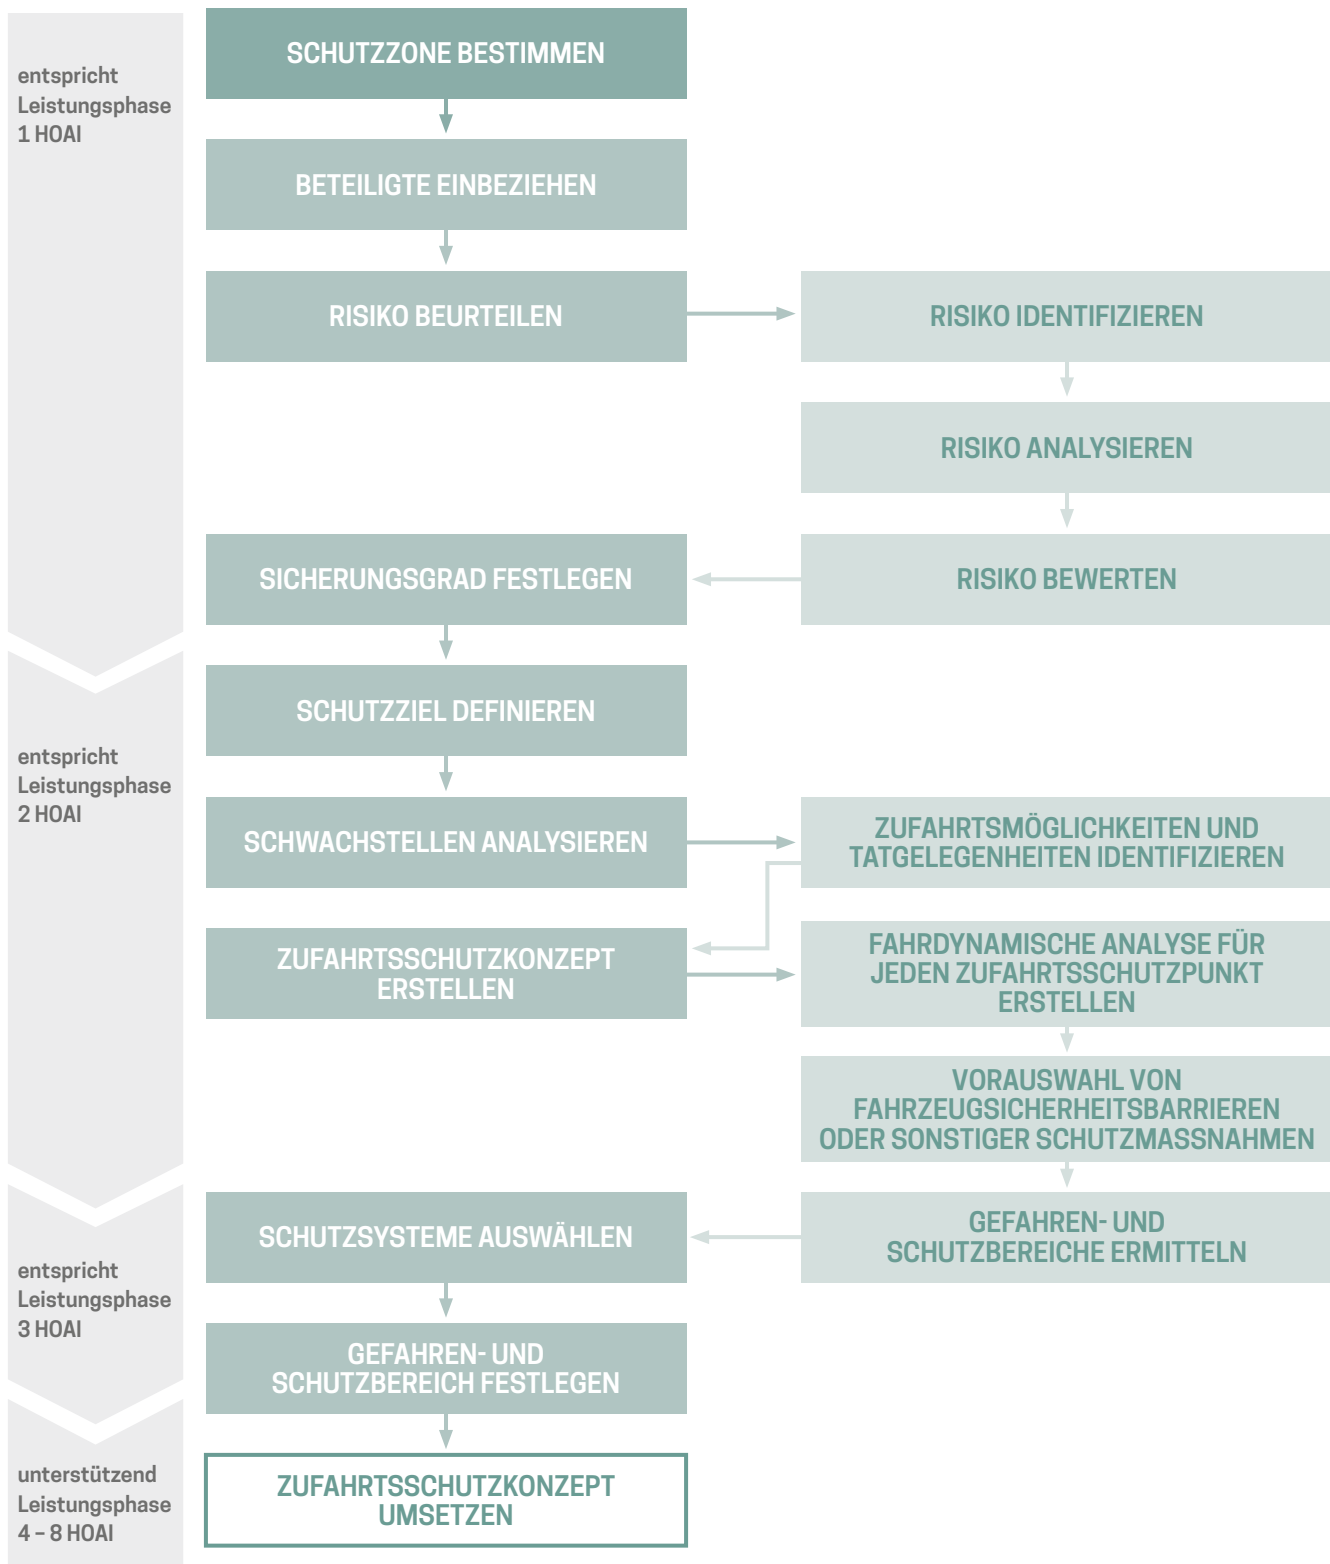 entspricht
Leistungsphase
1 HOAI
SCHUTZZONE BESTIMMEN
BETEILIGTE EINBEZIEHEN
RISIKO BEURTEILEN
RISIKO IDENTIFIZIEREN
RISIKO ANALYSIEREN
RISIKO BEWERTEN
SICHERUNGSGRAD FESTLEGEN
entspricht
Leistungsphase
2 HOAI
SCHUTZZIEL DEFINIEREN
SCHWACHSTELLEN ANALYSIEREN
ZUFAHRTSMÖGLICHKEITEN UND
TATGELEGENHEITEN IDENTIFIZIEREN
ZUFAHRTSSCHUTZKONZEPT
ERSTELLEN
FAHRDYNAMISCHE ANALYSE FÜR
JEDEN ZUFAHRTSSCHUTZPUNKT
ERSTELLEN
VORAUSWAHL VON
FAHRZEUGSICHERHEITSBARRIEREN
ODER SONSTIGER SCHUTZMASSNAHMEN
GEFAHREN- UND
SCHUTZBEREICHE ERMITTELN
entspricht
Leistungsphase
3 HOAI
SCHUTZSYSTEME AUSWÄHLEN
GEFAHREN- UND
SCHUTZBEREICH FESTLEGEN
unterstützend
Leistungsphase
4 – 8 HOAI
ZUFAHRTSSCHUTZKONZEPT
UMSETZEN